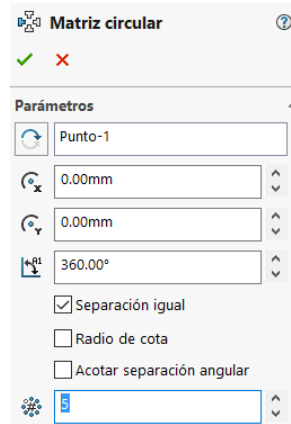 Matriz circular
Parámetros
Punto-1
X
0.00mm
Y
0.00mm
A1
360.00°
Separación igual
Radio de cota
Acotar separación angular
#
5